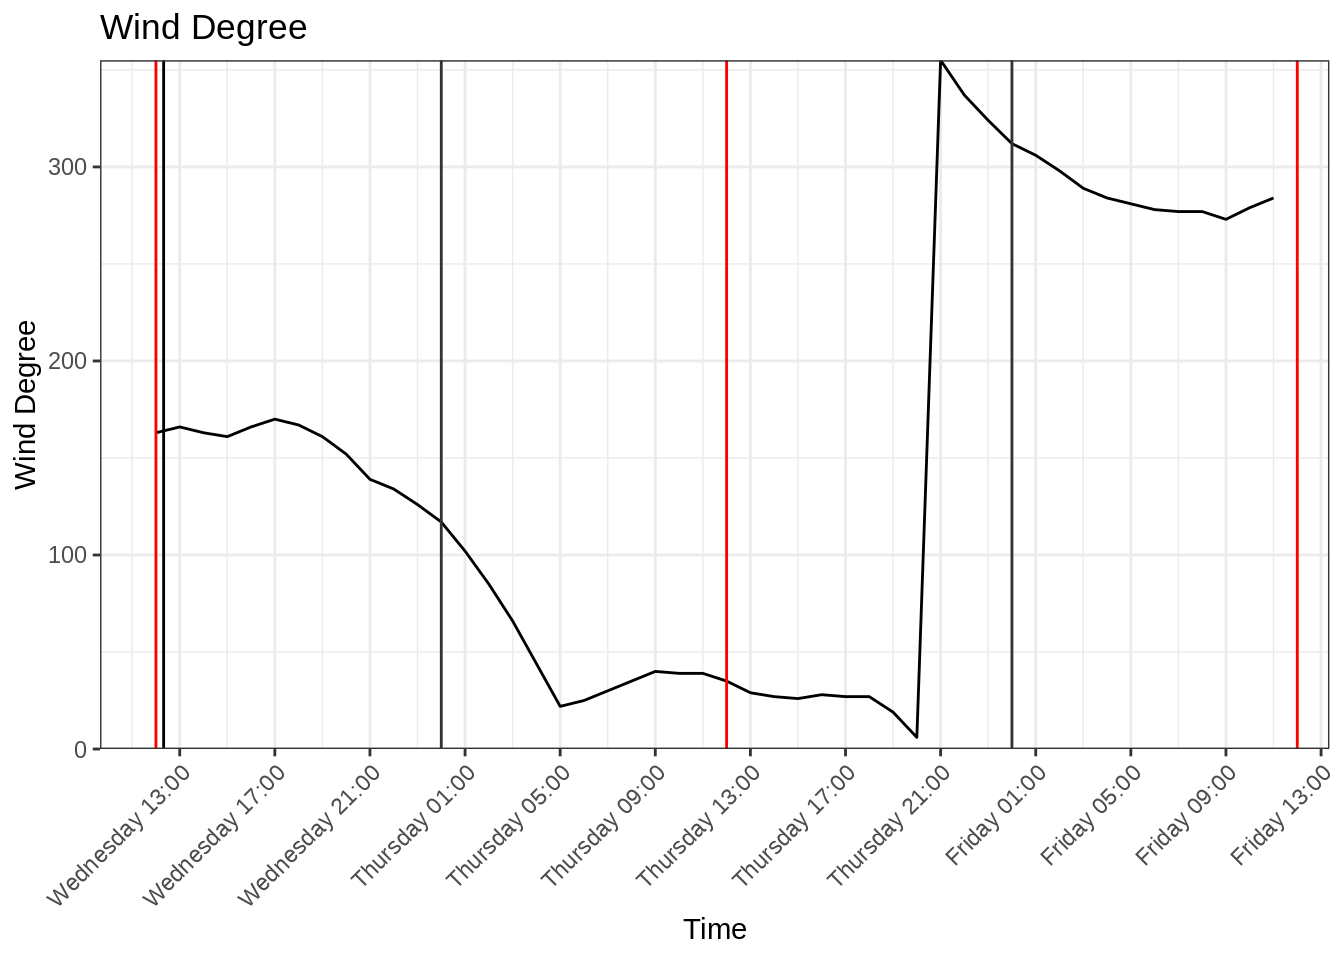 Wind Degree
Wind Degree
300
200
100
0
Wednesday 13:00
Wednesday 17:00
Wednesday 21:00
Thursday 01:00
Thursday 05:00
Thursday 09:00
Thursday 13:00
Thursday 17:00
Thursday 21:00
Friday 01:00
Friday 05:00
Friday 09:00
Friday 13:00
Time